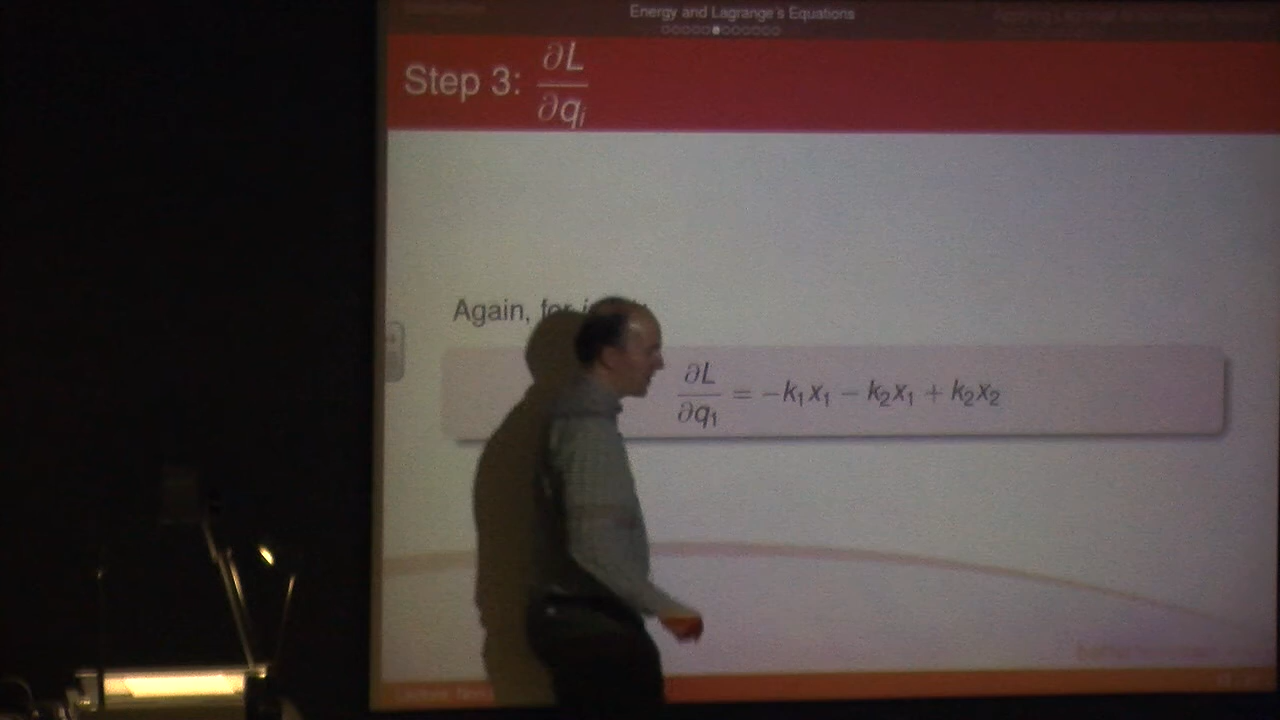 Energy and Lagrange's Equations
Step 3: ∂L/∂qᵢ
Again, for
∂L/∂q₁ = −k₁x₁ − k₂x₁ + k₂x₂